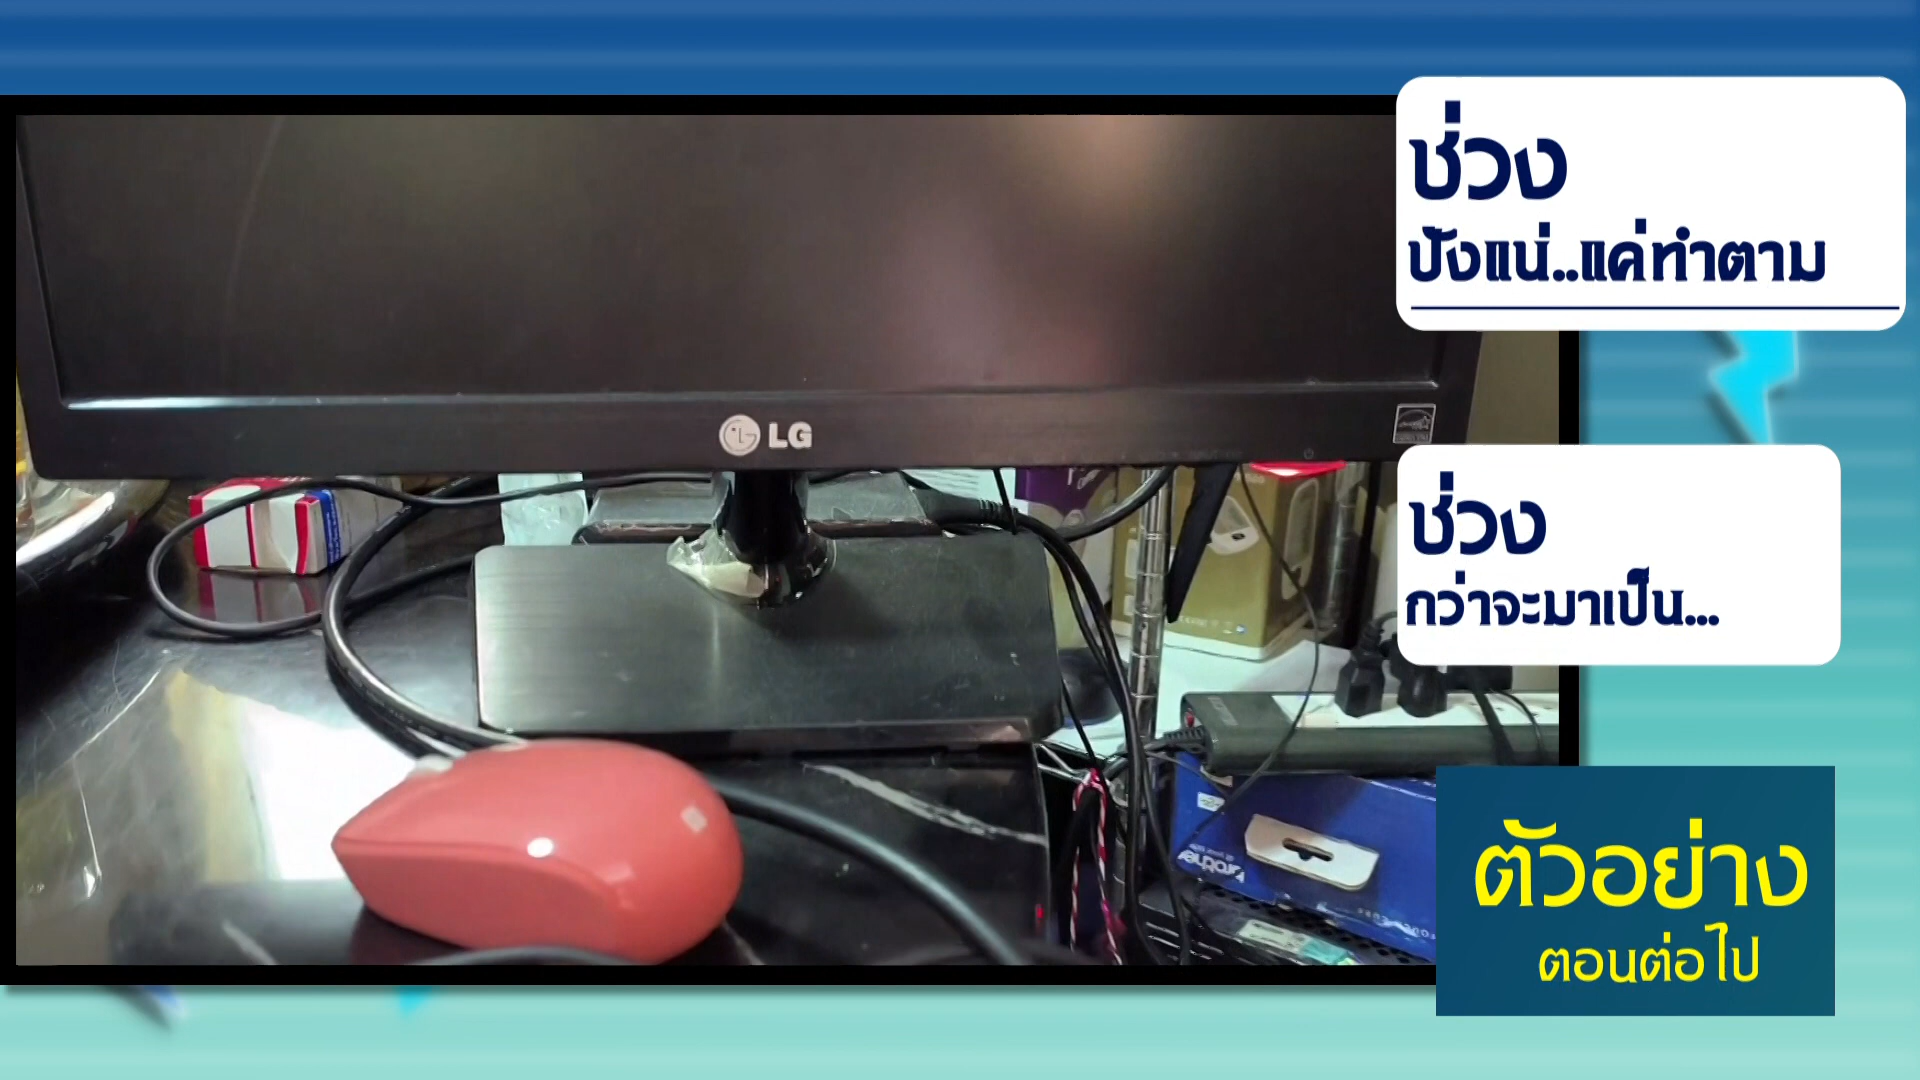 ช่วง
ปังแน่..แค่ทำตาม
LG
ช่วง
กว่าจะมาเป็น...
brother
ตัวอย่าง
ตอนต่อไป